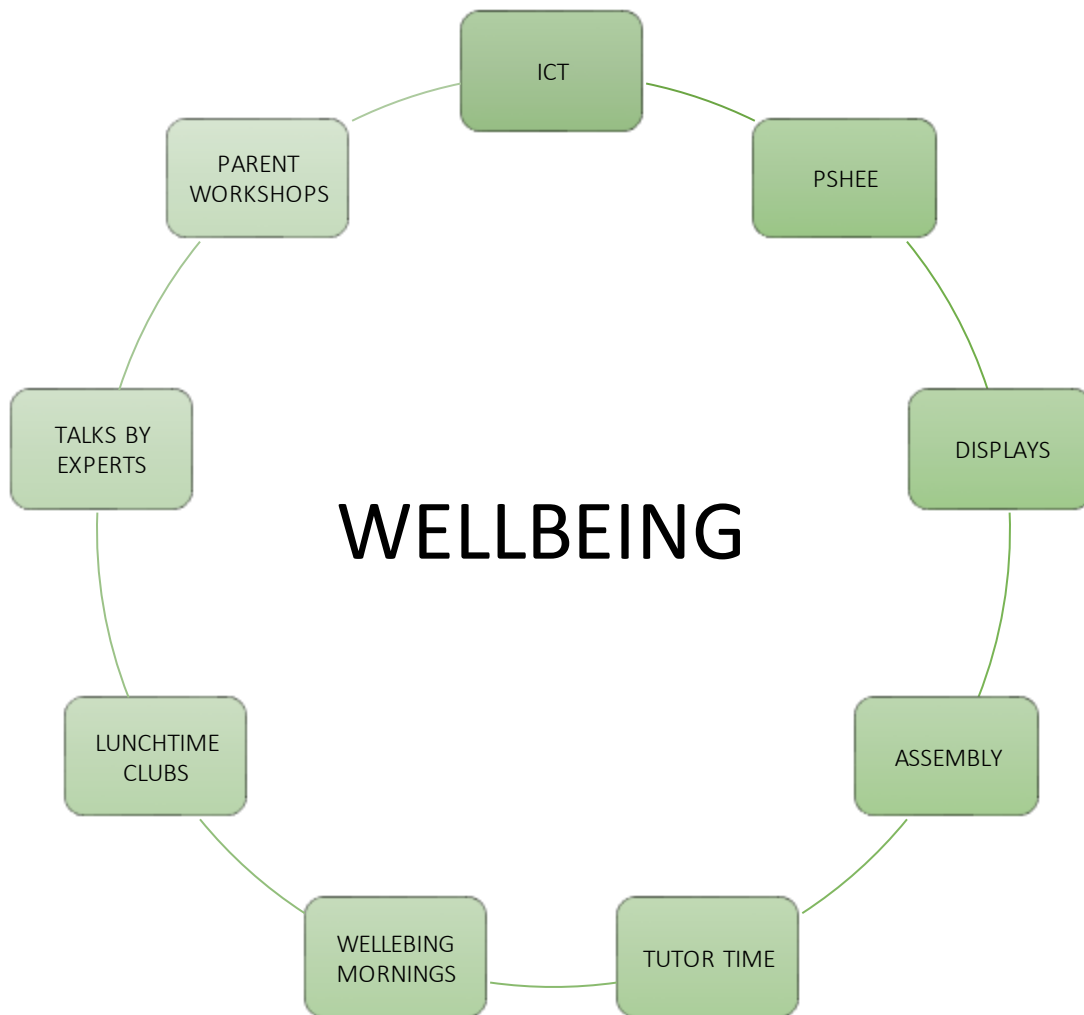 ICT
PSHEE
DISPLAYS
ASSEMBLY
TUTOR TIME
WELLEBING
MORNINGS
LUNCHTIME
CLUBS
TALKS BY
EXPERTS
PARENT
WORKSHOPS
WELLBEING